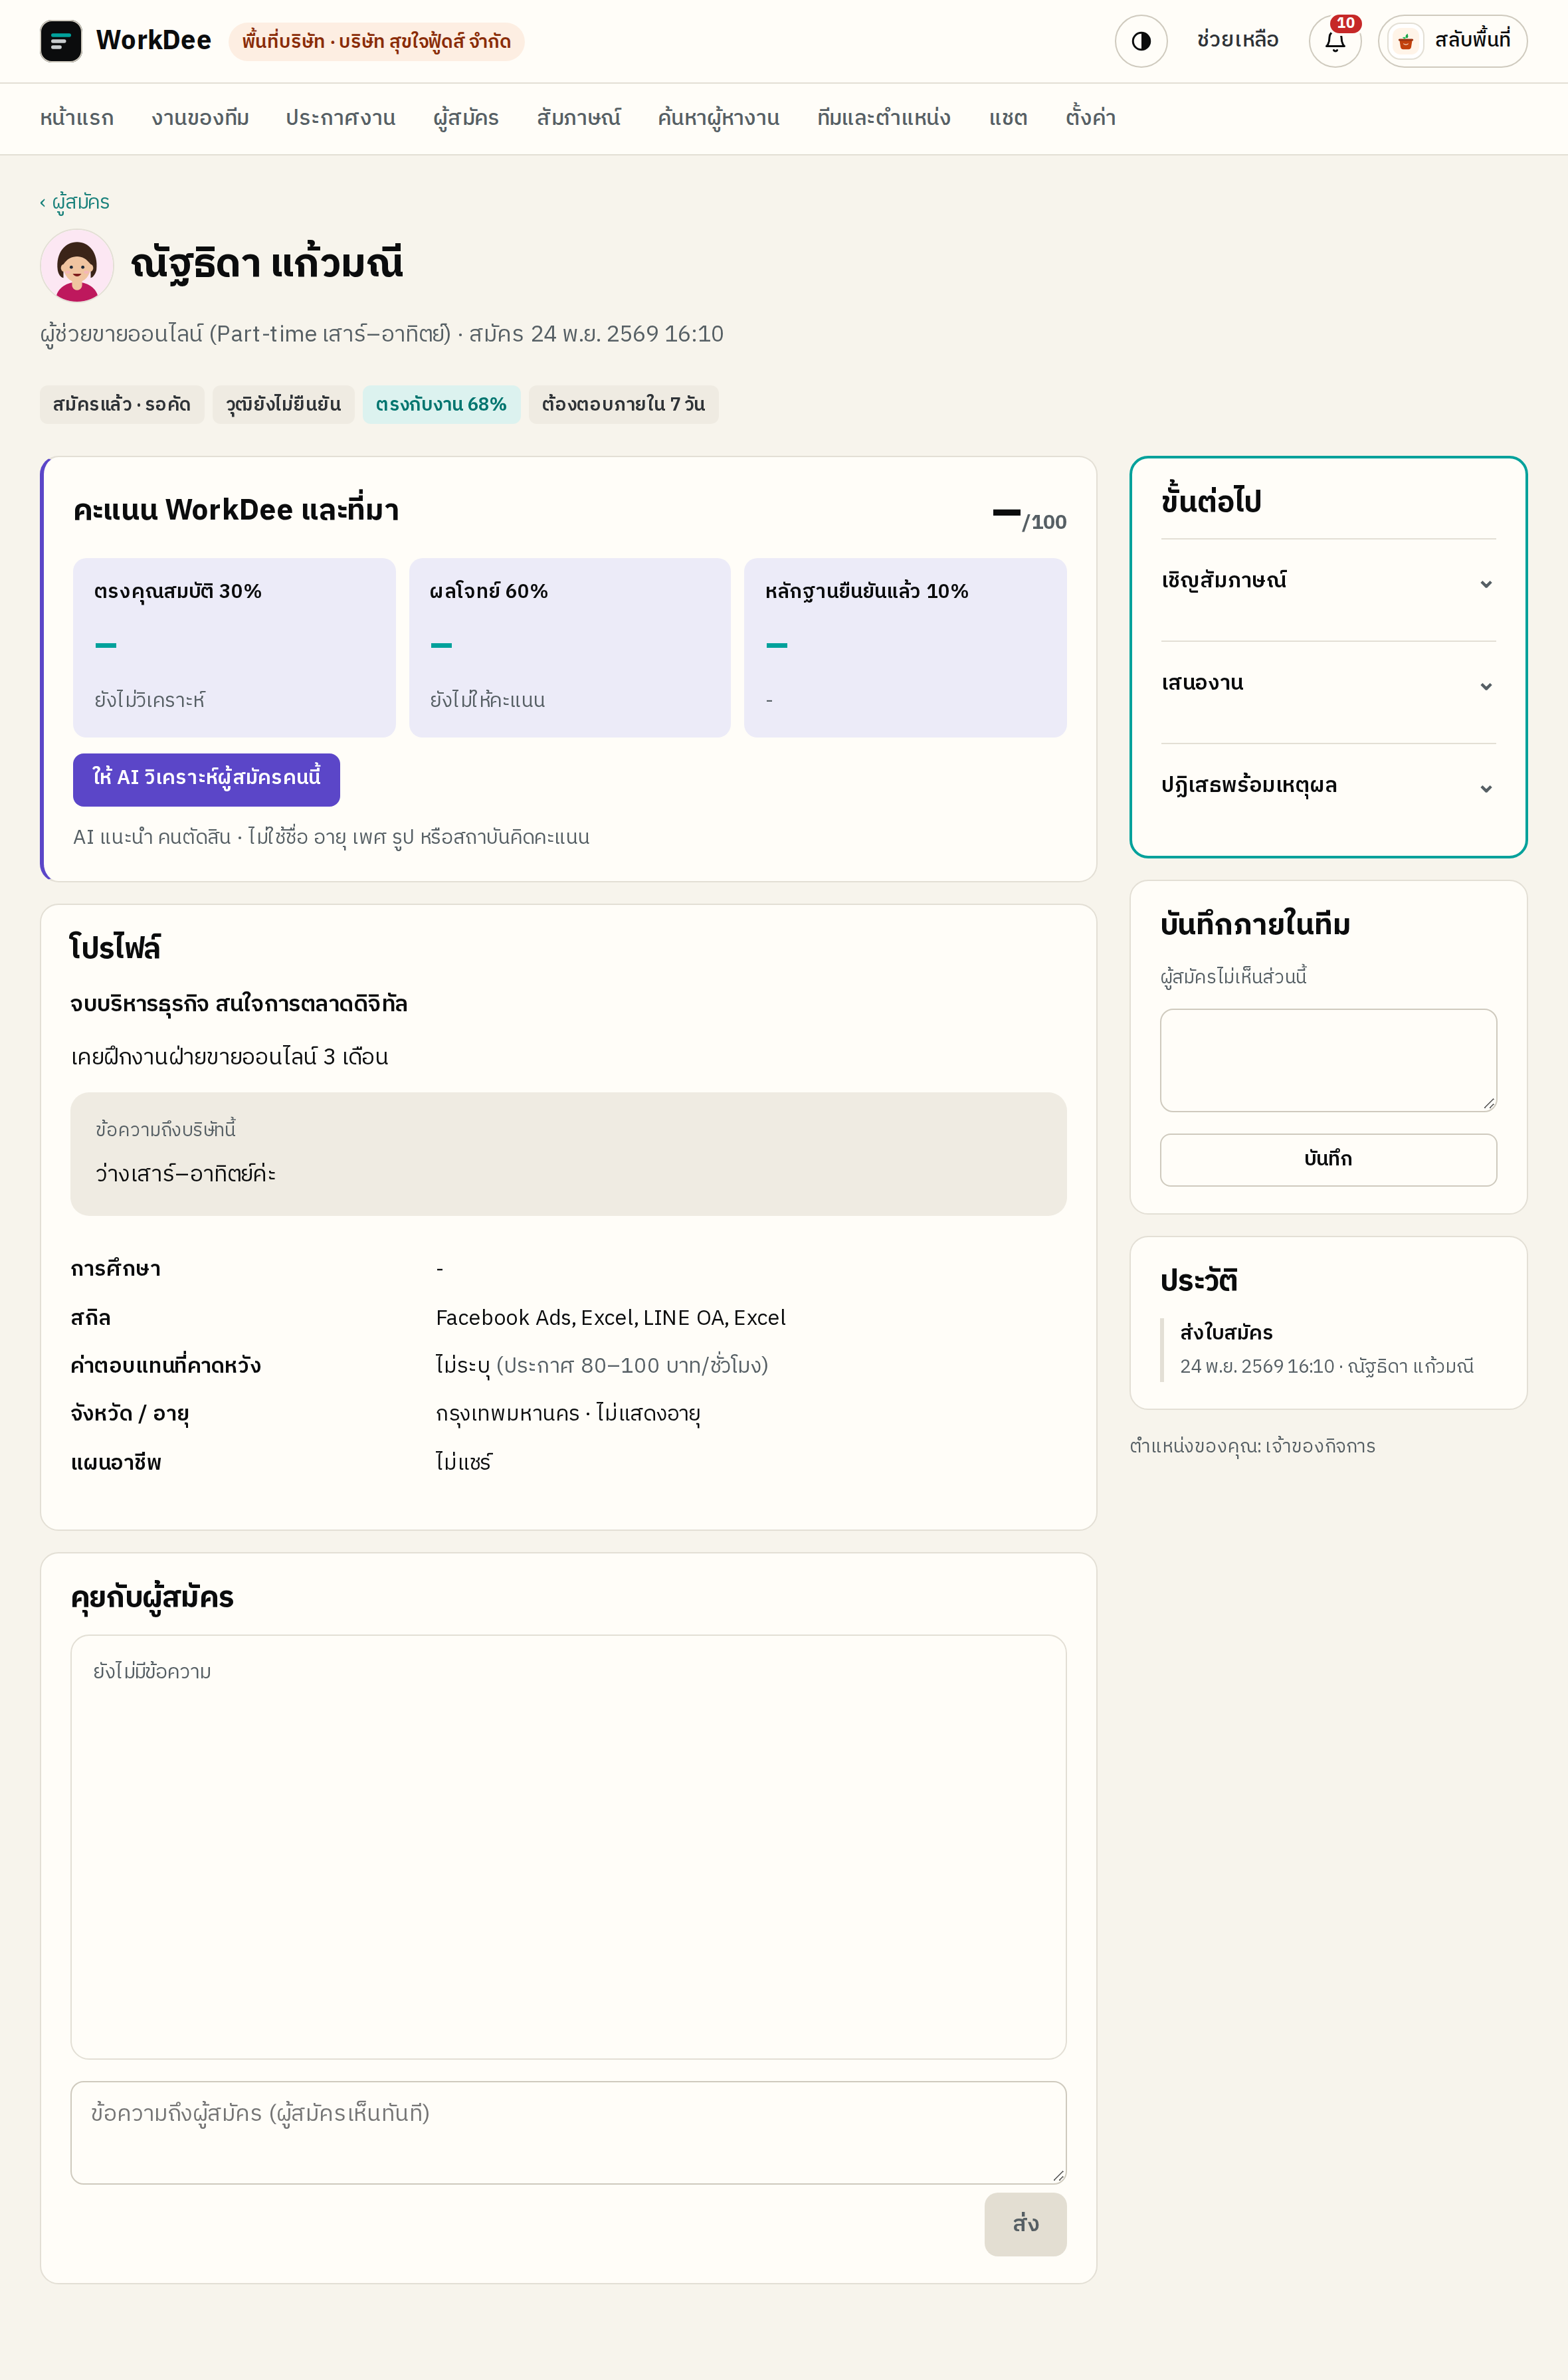 WorkDee
พื้นที่บริษัท · บริษัท สุขใจฟู้ดส์ จำกัด
ช่วยเหลือ
10
สลับพื้นที่
หน้าแรก
งานของทีม
ประกาศงาน
ผู้สมัคร
สัมภาษณ์
ค้นหาผู้หางาน
ทีมและตำแหน่ง
แชต
ตั้งค่า
‹ ผู้สมัคร
ณัฐธิดา แก้วมณี
ผู้ช่วยขายออนไลน์ (Part-time เสาร์–อาทิตย์) · สมัคร 24 พ.ย. 2569 16:10
สมัครแล้ว · รอคัด
วุฒิยังไม่ยืนยัน
ตรงกับงาน 68%
ต้องตอบภายใน 7 วัน
คะแนน WorkDee และที่มา
–/100
ตรงคุณสมบัติ 30%
–
ยังไม่วิเคราะห์
ผลโจทย์ 60%
–
ยังไม่ให้คะแนน
หลักฐานยืนยันแล้ว 10%
–
-
ให้ AI วิเคราะห์ผู้สมัครคนนี้
AI แนะนำ คนตัดสิน · ไม่ใช้ชื่อ อายุ เพศ รูป หรือสถาบันคิดคะแนน
โปรไฟล์
จบบริหารธุรกิจ สนใจการตลาดดิจิทัล
เคยฝึกงานฝ่ายขายออนไลน์ 3 เดือน
ข้อความถึงบริษัทนี้
ว่างเสาร์–อาทิตย์ค่ะ
การศึกษา
-
สกิล
Facebook Ads, Excel, LINE OA, Excel
ค่าตอบแทนที่คาดหวัง
ไม่ระบุ (ประกาศ 80–100 บาท/ชั่วโมง)
จังหวัด / อายุ
กรุงเทพมหานคร · ไม่แสดงอายุ
แผนอาชีพ
ไม่แชร์
คุยกับผู้สมัคร
ยังไม่มีข้อความ
ข้อความถึงผู้สมัคร (ผู้สมัครเห็นทันที)
ส่ง
ขั้นต่อไป
เชิญสัมภาษณ์
เสนองาน
ปฏิเสธพร้อมเหตุผล
บันทึกภายในทีม
ผู้สมัครไม่เห็นส่วนนี้
บันทึก
ประวัติ
ส่งใบสมัคร
24 พ.ย. 2569 16:10 · ณัฐธิดา แก้วมณี
ตำแหน่งของคุณ: เจ้าของกิจการ